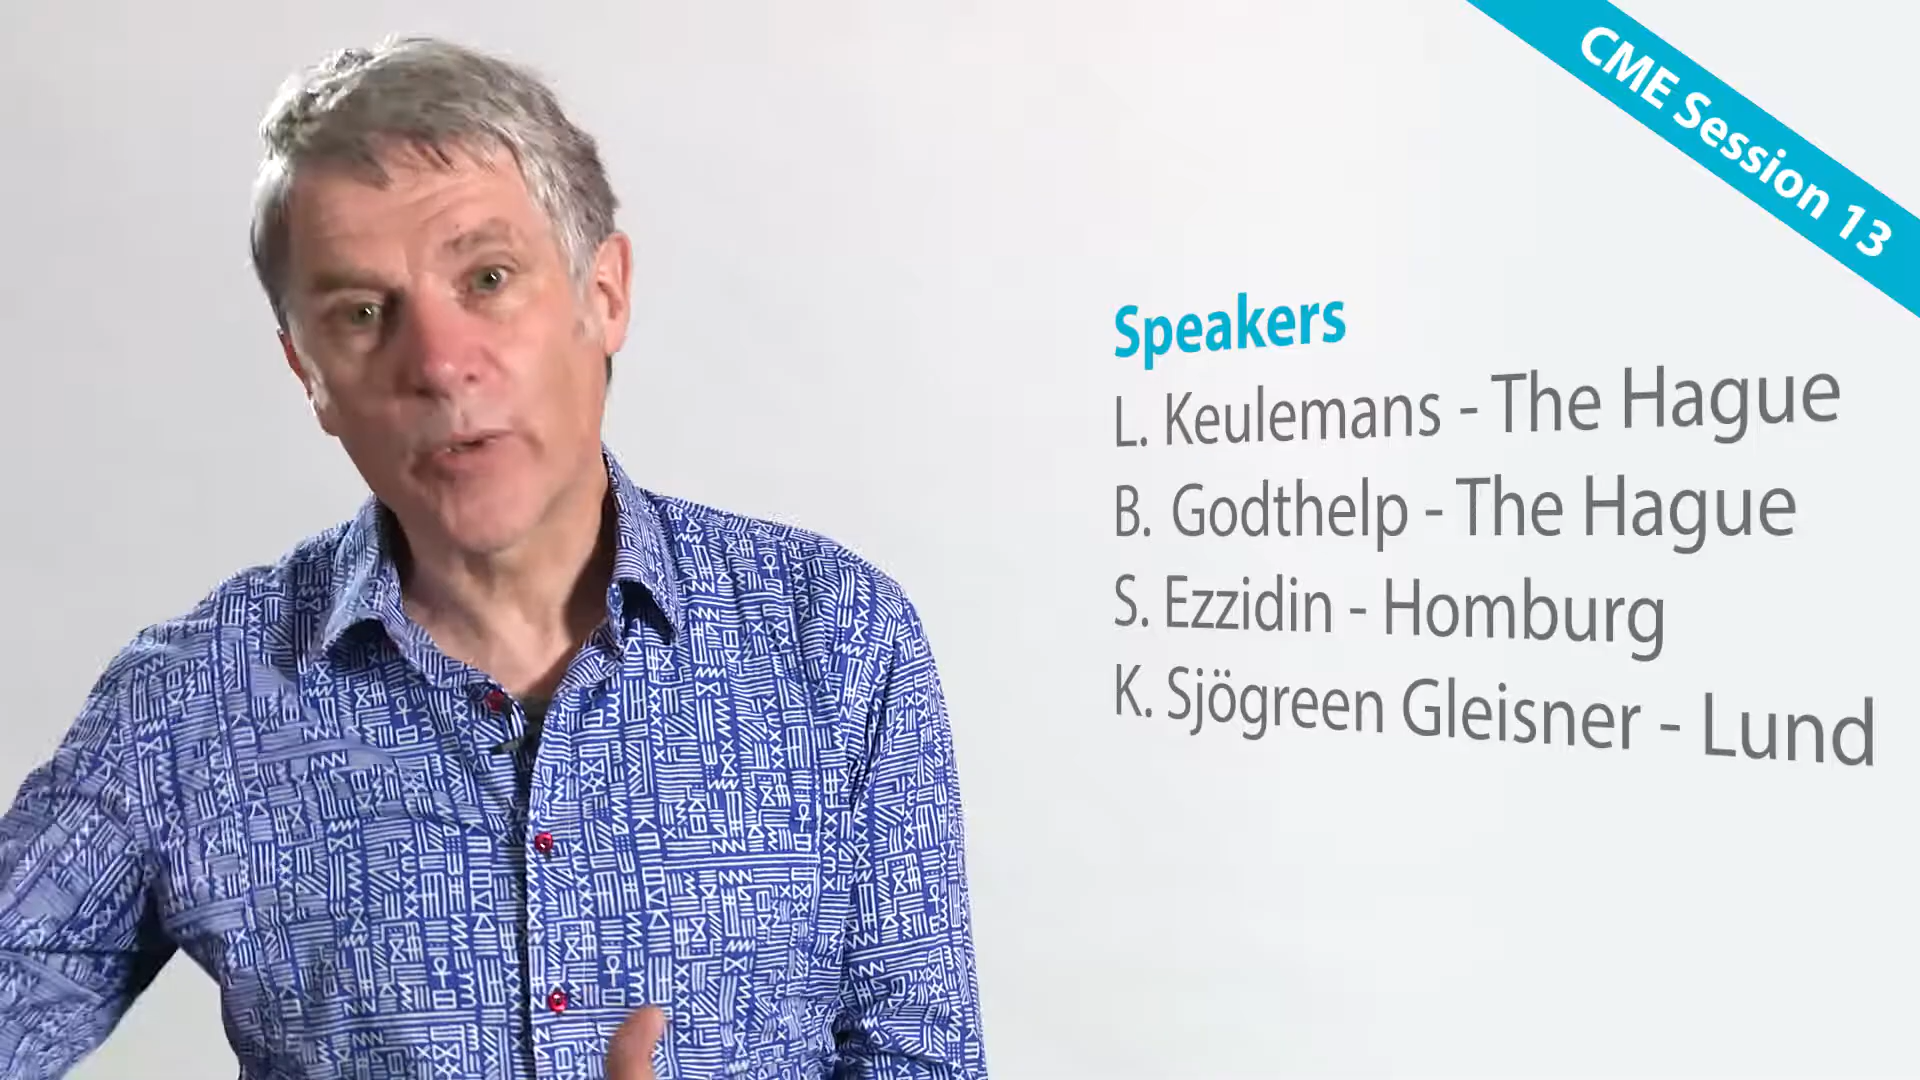 CME Session 13
Speakers
L. Keulemans - The Hague
B. Godthelp - The Hague
S. Ezzidin - Homburg
K. Sjögreen Gleisner - Lund